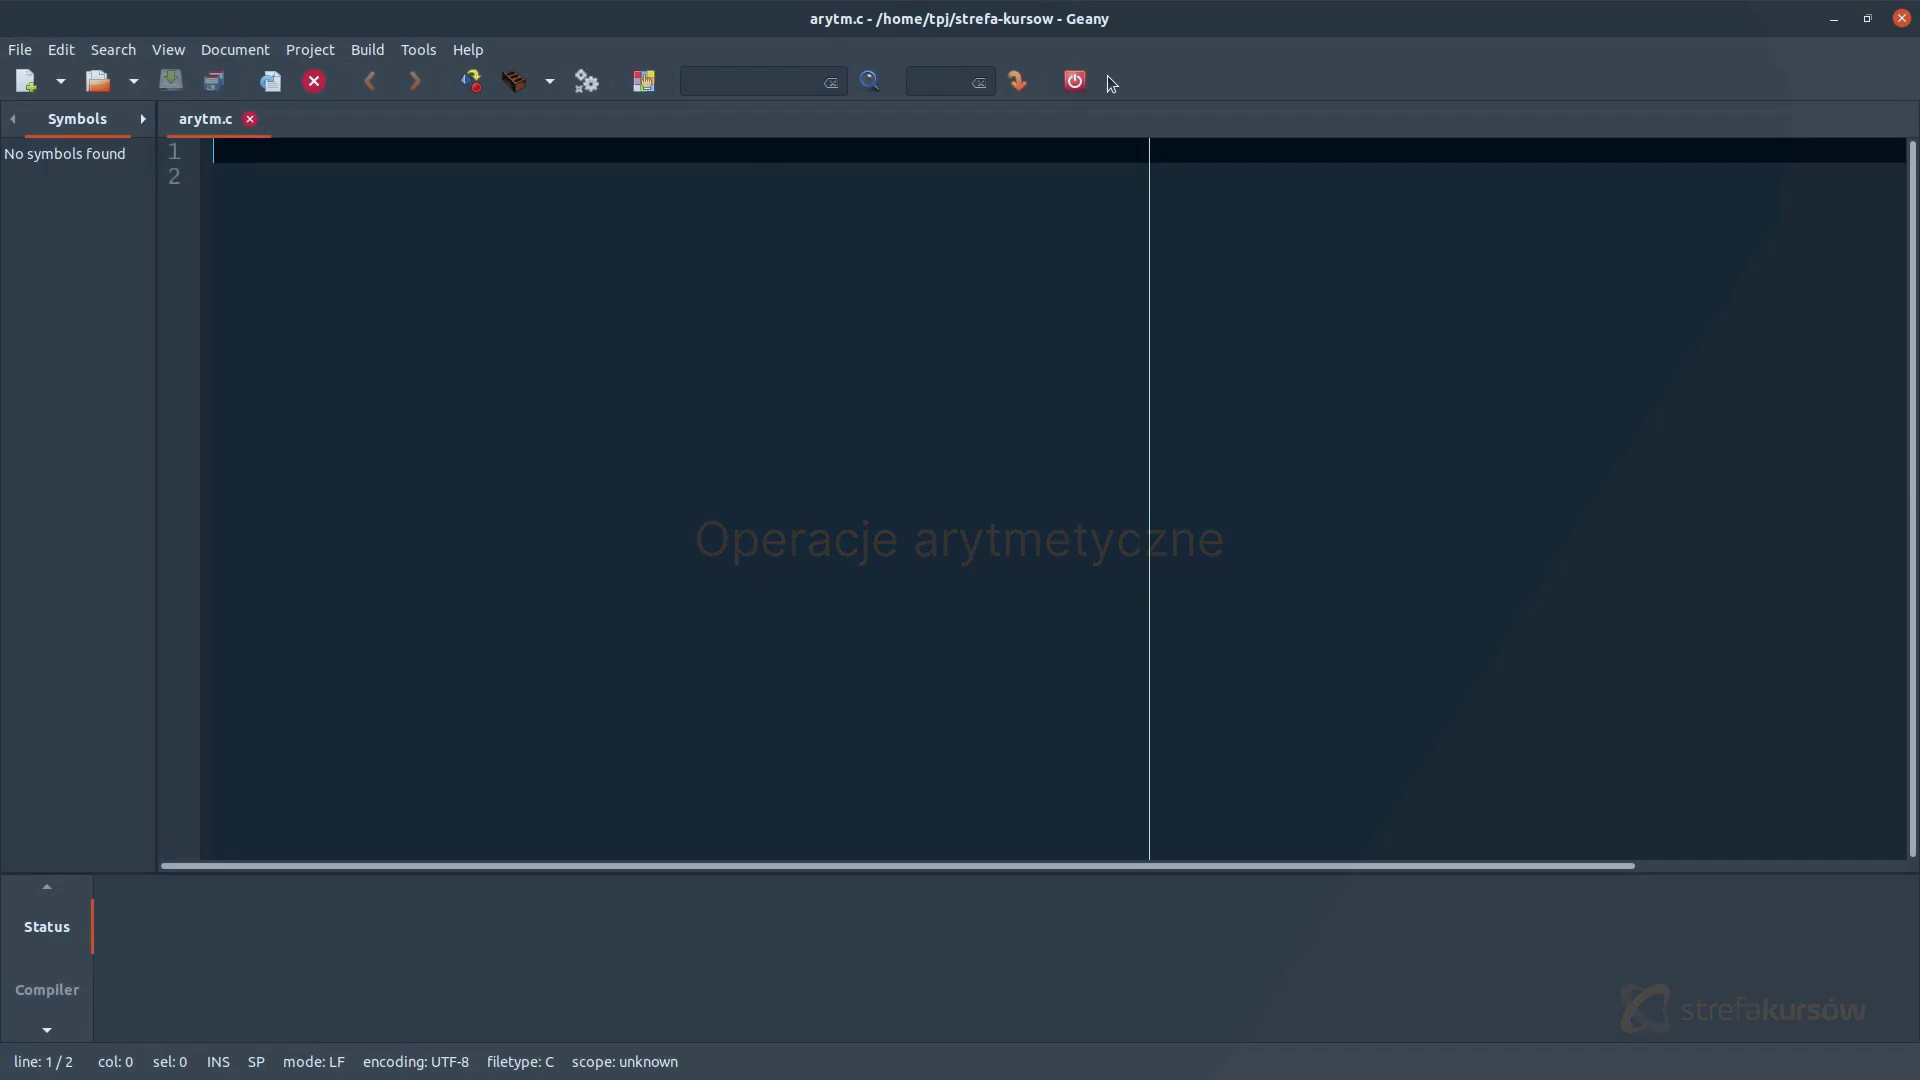 arytm.c - /home/tpj/strefa-kursow - Geany
File Edit Search View Document Project Build Tools Help
Symbols arytm.c
No symbols found
1
2
Operacje arytmetyczne
Status
Compiler
strefakursów
line: 1 / 2 col: 0 sel: 0 INS SP mode: LF encoding: UTF-8 filetype: C scope: unknown